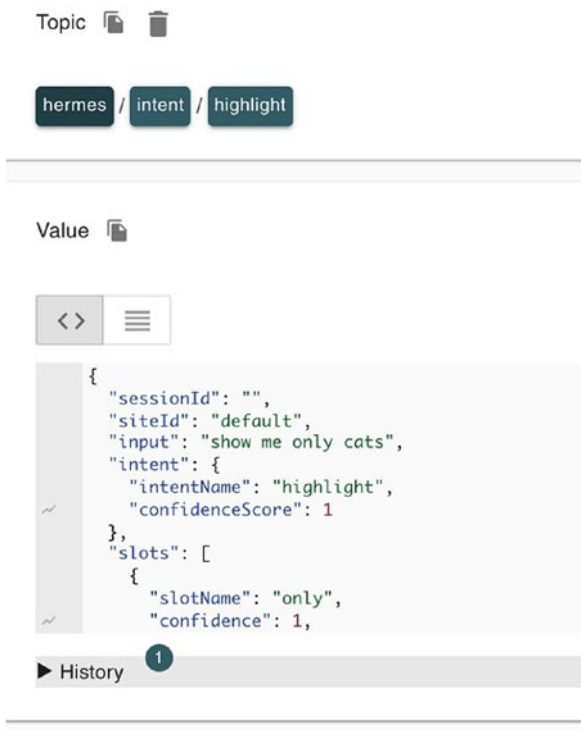 Topic
hermes / intent / highlight
Value
{
"sessionId": "",
"siteId": "default",
"input": "show me only cats",
"intent": {
"intentName": "highlight",
"confidenceScore": 1
},
"slots": [
{
"slotName": "only",
"confidence": 1,
▶ History 1